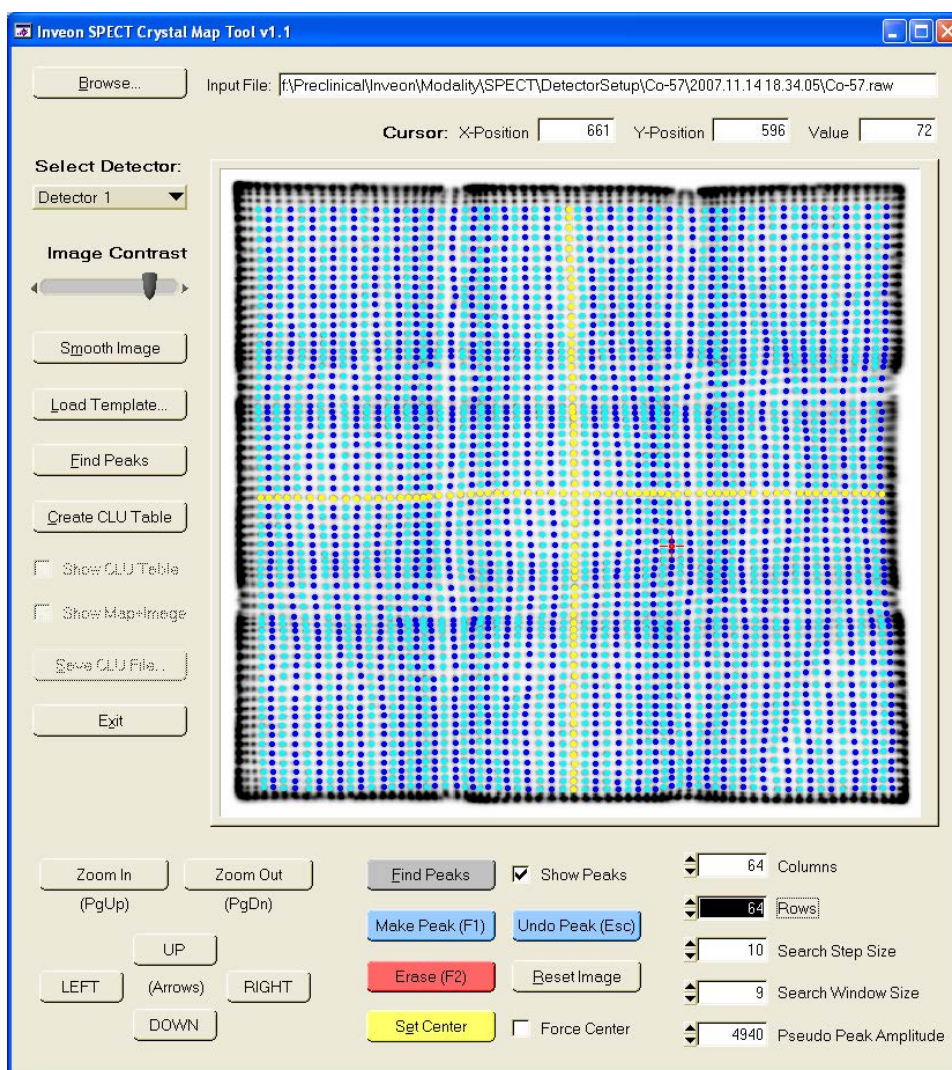 Inveon SPECT Crystal Map Tool v1.1
Browse... Input File: f:\Preclinical\Inveon\Modality\SPECT\DetectorSetup\Co-57\2007.11.14 18.34.05\Co-57.raw
Cursor: X-Position 661 Y-Position 596 Value 72
Select Detector:
Detector 1
Image Contrast
Smooth Image
Load Template...
Find Peaks
Create CLU Table
Show CLU Table
Show Map+Image
Save CLU File...
Exit
Zoom In Zoom Out
(PgUp) (PgDn)
UP
LEFT (Arrows) RIGHT
DOWN
Find Peaks Show Peaks
Make Peak (F1) Undo Peak (Esc)
Erase (F2) Reset Image
Set Center Force Center
64 Columns
64 Rows
10 Search Step Size
9 Search Window Size
4940 Pseudo Peak Amplitude